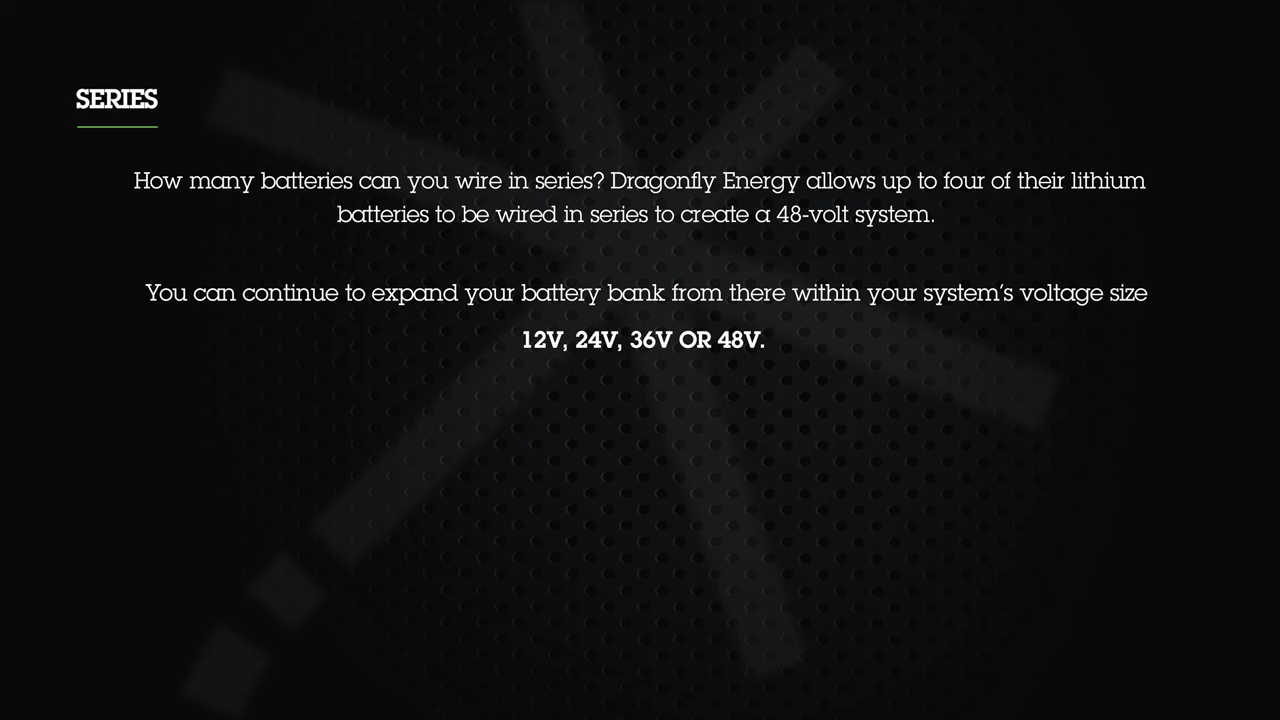 SERIES
How many batteries can you wire in series? Dragonfly Energy allows up to four of their lithium
batteries to be wired in series to create a 48-volt system.
You can continue to expand your battery bank from there within your system’s voltage size
12V, 24V, 36V OR 48V.